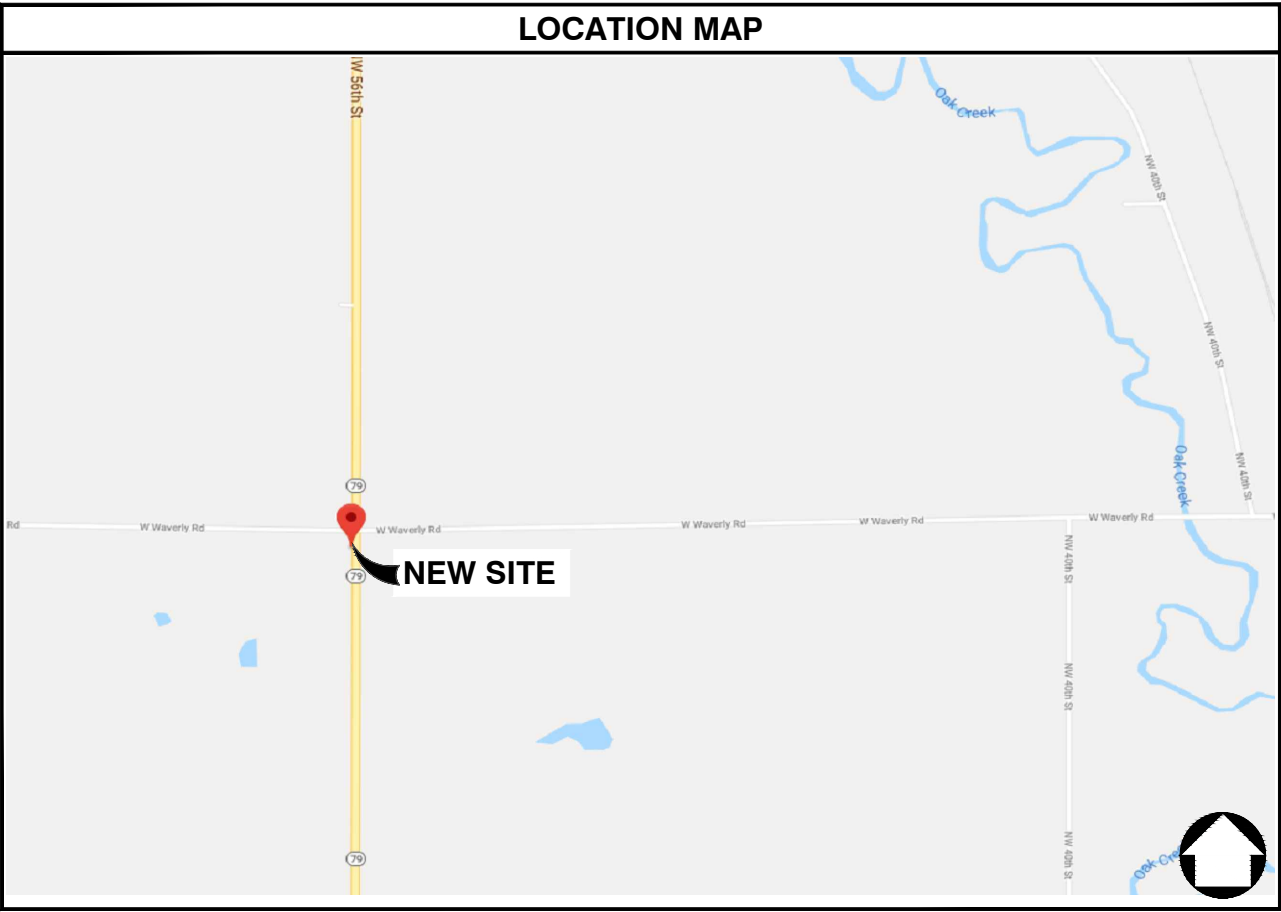 LOCATION MAP
NW 56th St
Oak Creek
NW 40th St
NW 40th St
Oak Creek
NW 40th St
79
Rd
W Waverly Rd
W Waverly Rd
W Waverly Rd
W Waverly Rd
W Waverly Rd
NW 40th St
NEW SITE
79
NW 40th St
79
NW 40th St
Oak